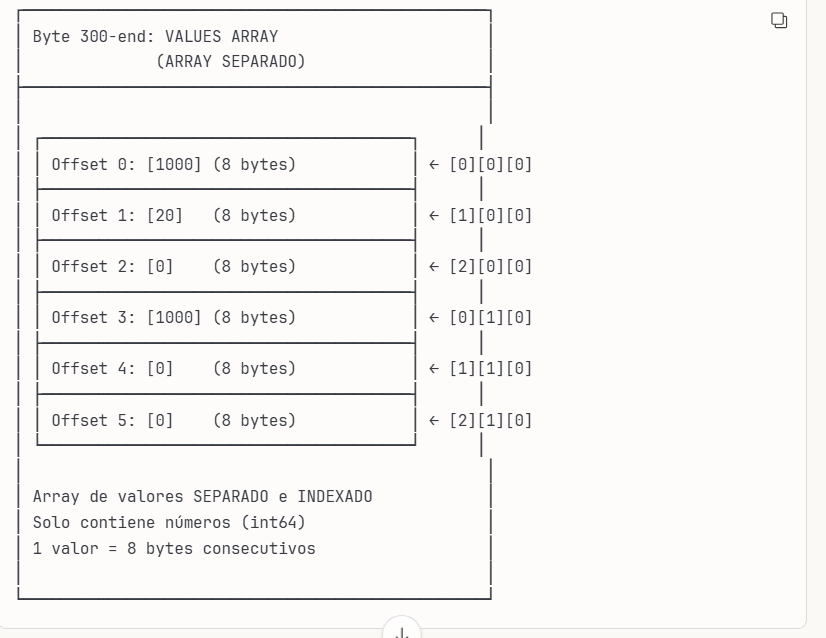 Byte 300-end: VALUES ARRAY
(ARRAY SEPARADO)
Offset 0: [1000] (8 bytes) ← [0][0][0]
Offset 1: [20] (8 bytes) ← [1][0][0]
Offset 2: [0] (8 bytes) ← [2][0][0]
Offset 3: [1000] (8 bytes) ← [0][1][0]
Offset 4: [0] (8 bytes) ← [1][1][0]
Offset 5: [0] (8 bytes) ← [2][1][0]
Array de valores SEPARADO e INDEXADO
Solo contiene números (int64)
1 valor = 8 bytes consecutivos